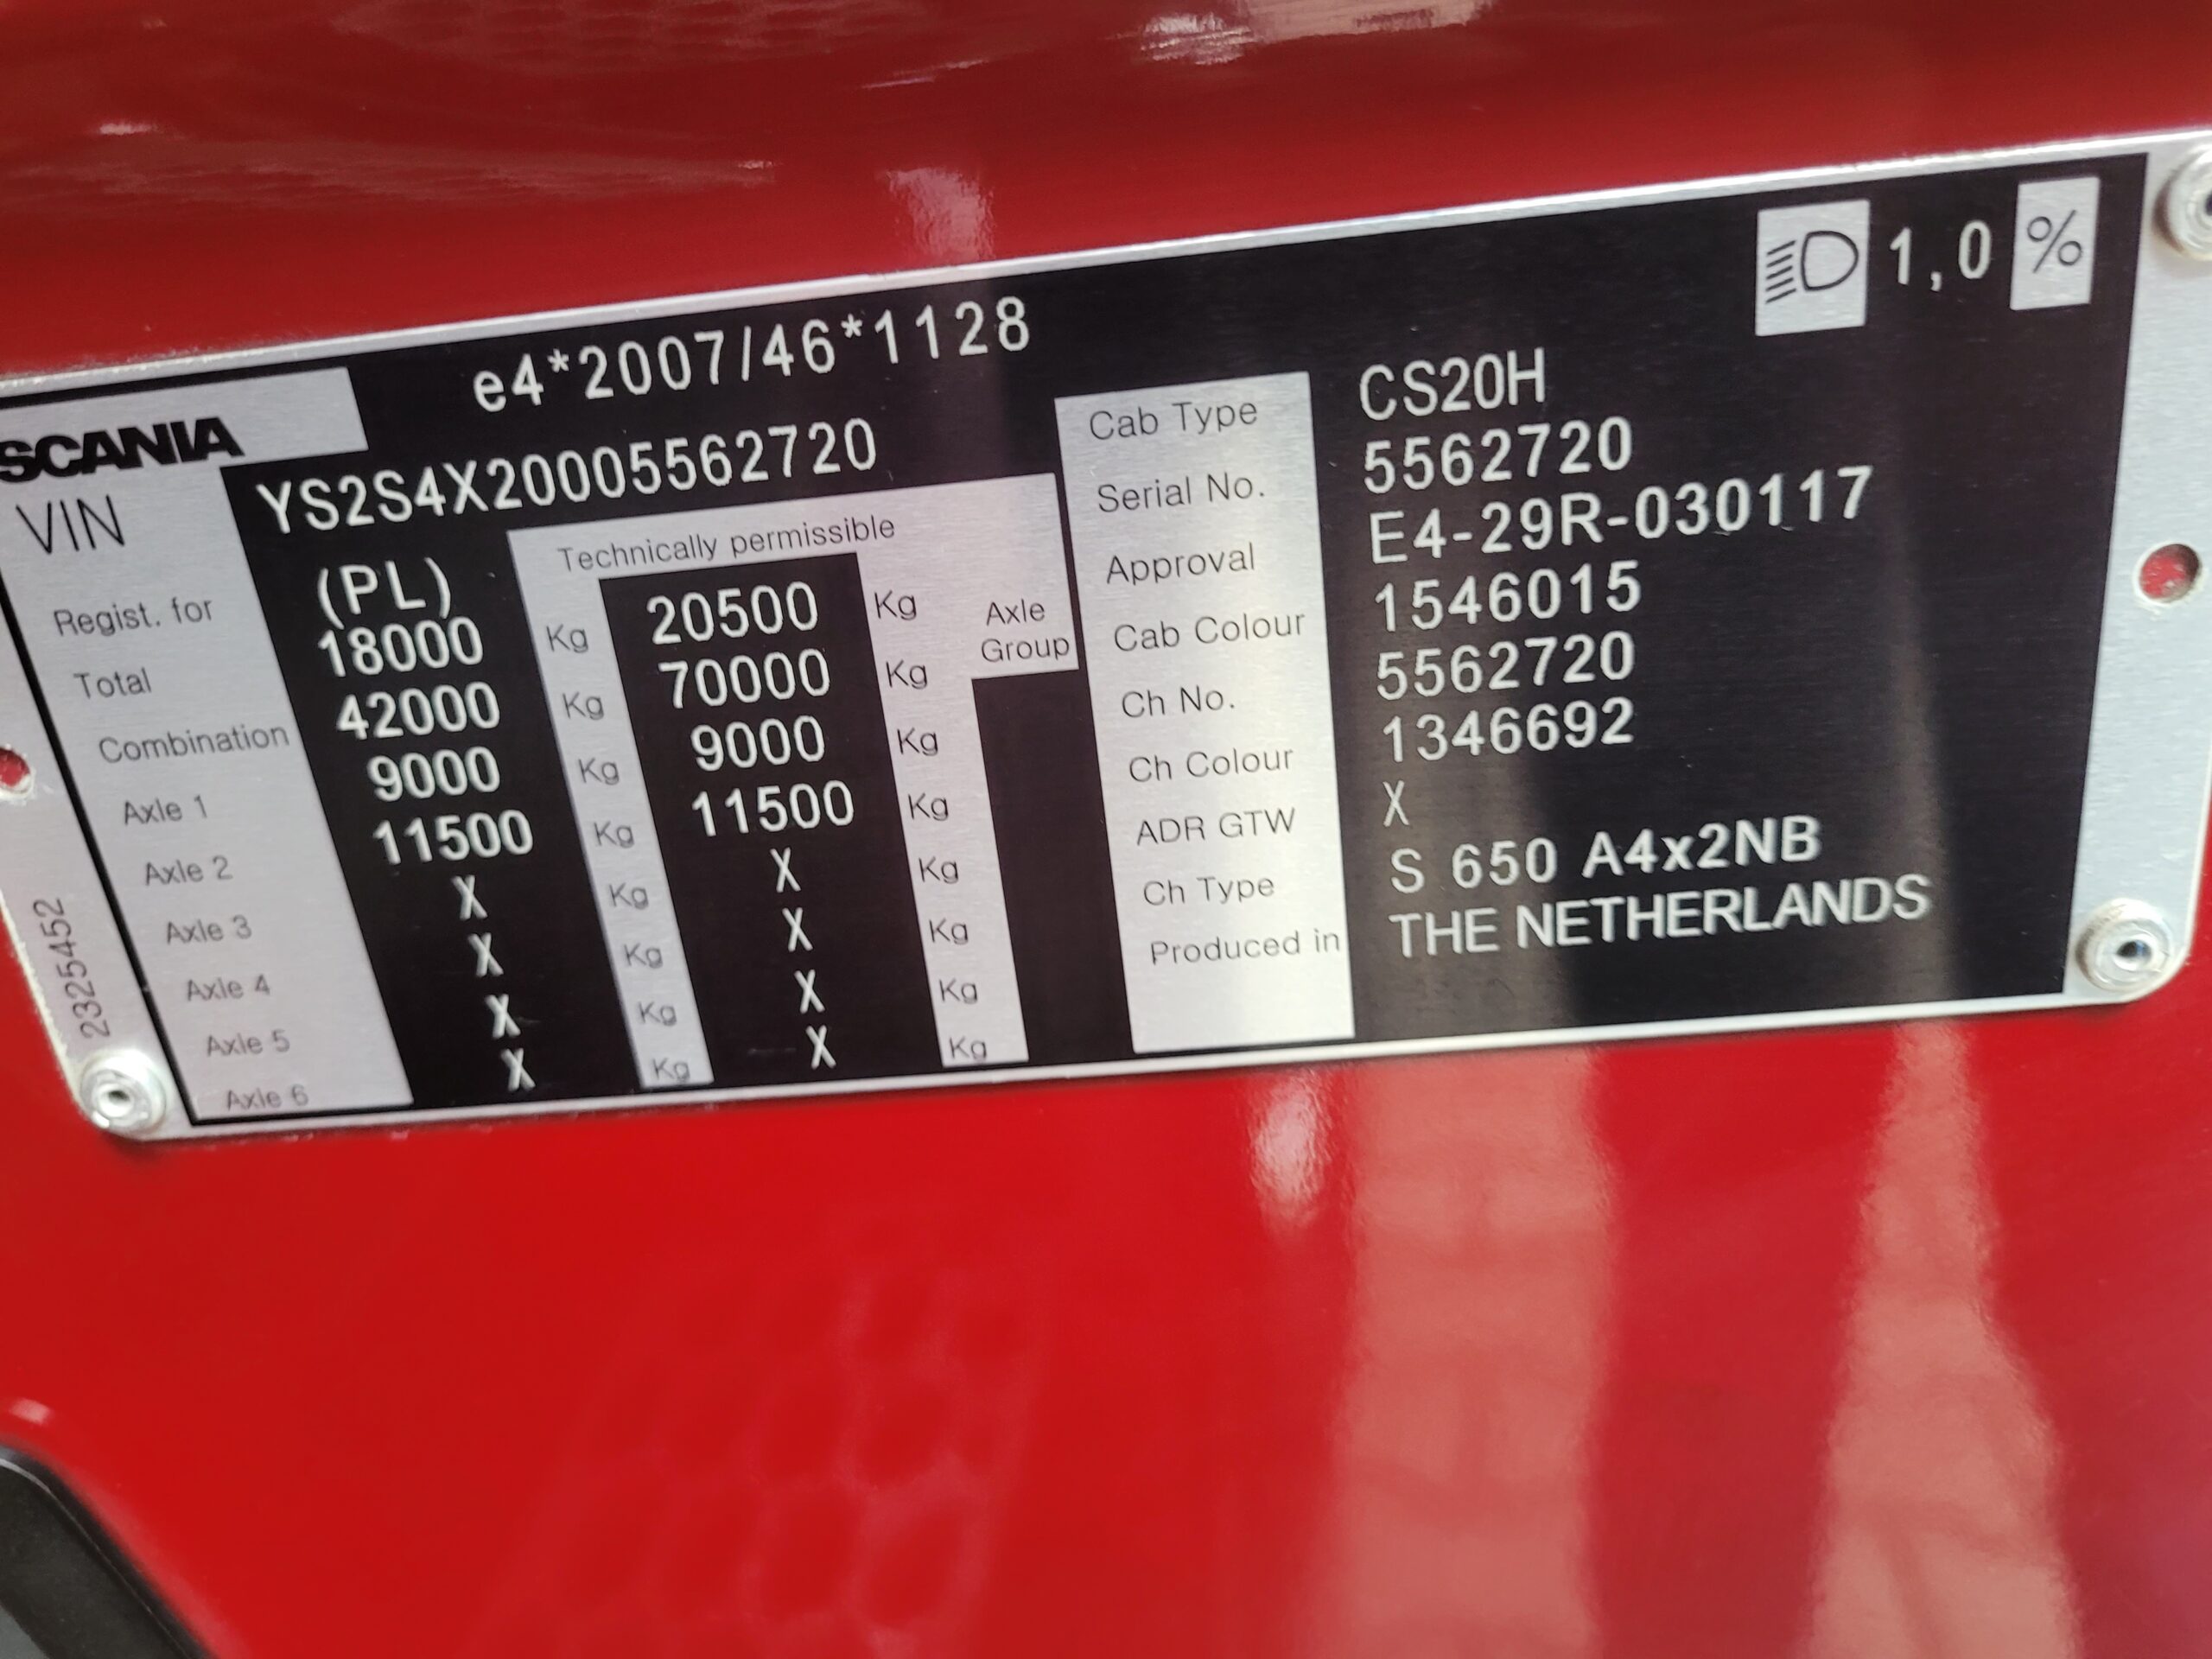 1,0 %
e4*2007/46*1128
SCANIA
VIN YS2S4X20005562720
Regist. for (PL) Technically permissible
Total 18000 Kg 20500 Kg Axle Group
Combination 42000 Kg 70000 Kg
Axle 1 9000 Kg 9000 Kg
Axle 2 11500 Kg 11500 Kg
Axle 3 X Kg X Kg
Axle 4 X Kg X Kg
Axle 5 X Kg X Kg
Axle 6 X Kg X Kg
2325452
Cab Type CS20H
Serial No. 5562720
Approval E4-29R-030117
Cab Colour 1546015
Ch No. 5562720
Ch Colour 1346692
ADR GTW X
Ch Type S 650 A4x2NB
Produced in THE NETHERLANDS